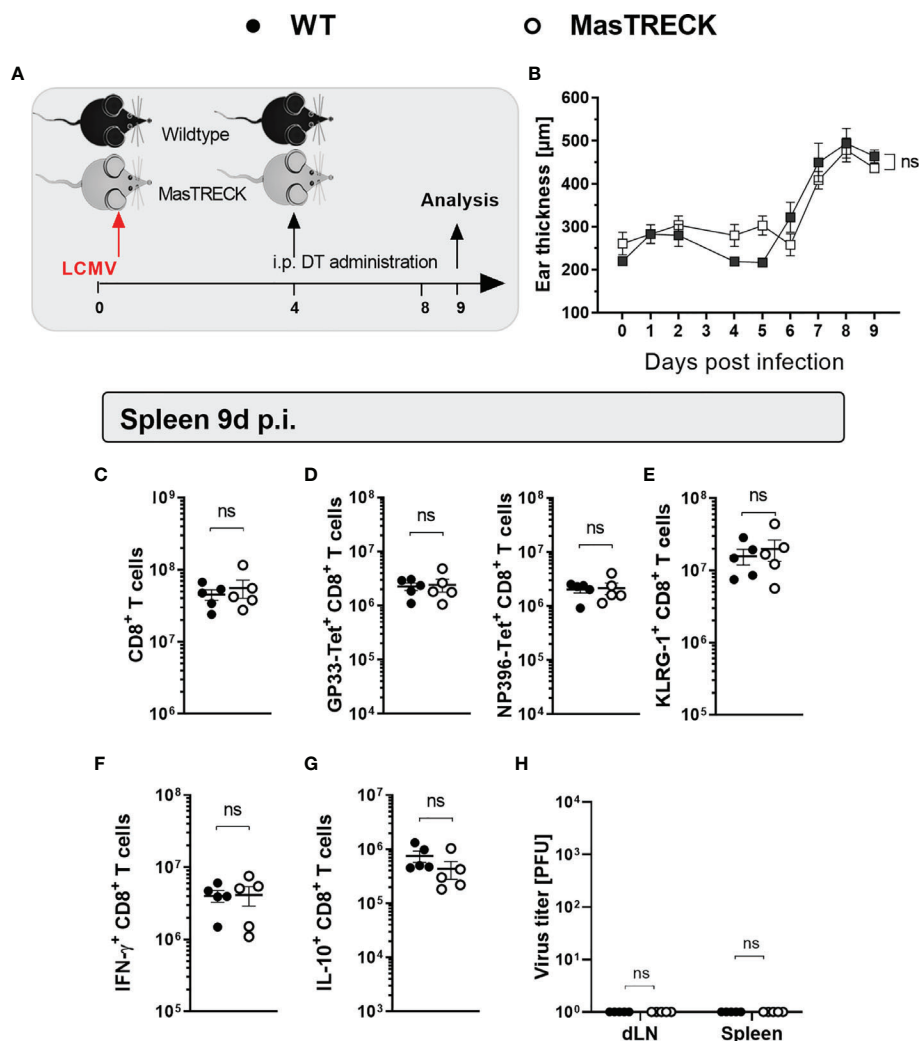 WT MasTRECK
A
Wildtype
MasTRECK
Analysis
LCMV
i.p. DT administration
0 4 8 9
B
Ear thickness [µm]
600
500
400
300
200
100
ns
0 1 2 3 4 5 6 7 8 9
Days post infection
Spleen 9d p.i.
C
CD8⁺ T cells
10⁹
10⁸
10⁷
10⁶
ns
D
GP33-Tet⁺ CD8⁺ T cells
10⁸
10⁷
10⁶
10⁵
10⁴
ns
NP396-Tet⁺ CD8⁺ T cells
10⁸
10⁷
10⁶
10⁵
10⁴
ns
E
KLRG-1⁺ CD8⁺ T cells
10⁸
10⁷
10⁶
10⁵
ns
F
IFN-γ⁺ CD8⁺ T cells
10⁸
10⁷
10⁶
10⁵
ns
G
IL-10⁺ CD8⁺ T cells
10⁷
10⁶
10⁵
10⁴
10³
ns
H
Virus titer [PFU]
10⁴
10³
10²
10¹
10⁰
ns
ns
dLN Spleen